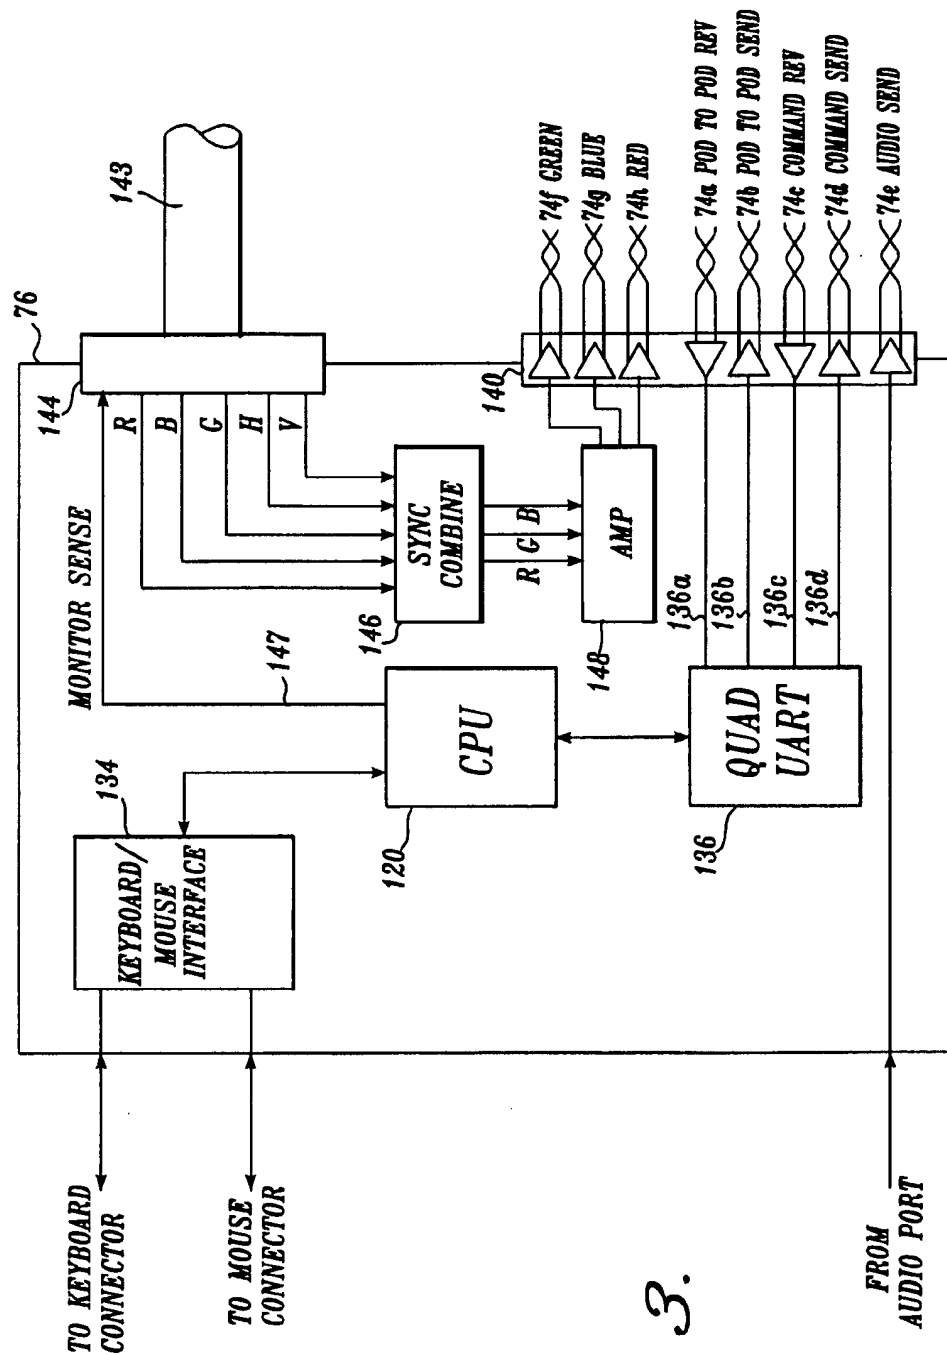 TO KEYBOARD
CONNECTOR
TO MOUSE
CONNECTOR
FROM
AUDIO PORT
3.
134
KEYBOARD/
MOUSE
INTERFACE
MONITOR SENSE
147
CPU
120
QUAD
UART
136
136a
136b
136c
136d
144
76
143
R
B
G
H
V
SYNC
COMBINE
146
R G B
AMP
148
140
74f GREEN
74g BLUE
74h RED
74a POD TO POD REV
74b POD TO POD SEND
74c COMMAND REV
74d COMMAND SEND
74e AUDIO SEND